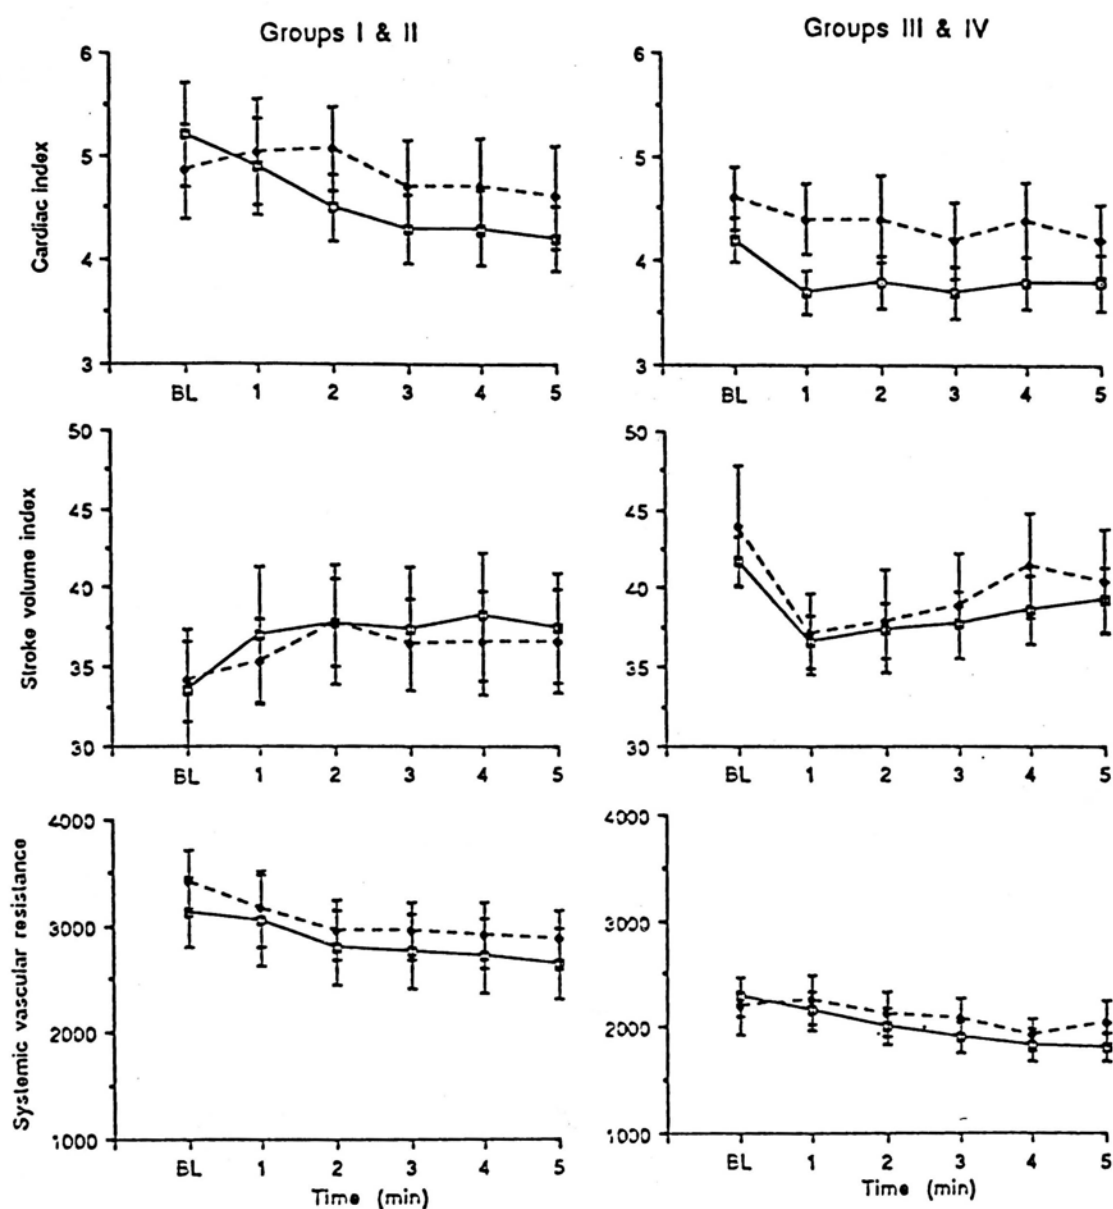 Groups I & II
Groups III & IV
Cardiac index
6
5
4
3
BL 1 2 3 4 5
6
5
4
3
BL 1 2 3 4 5
Stroke volume index
50
45
40
35
30
BL 1 2 3 4 5
50
45
40
35
30
BL 1 2 3 4 5
Systemic vascular resistance
4000
3000
2000
1000
BL 1 2 3 4 5
Time (min)
4000
3000
2000
1000
BL 1 2 3 4 5
Time (min)